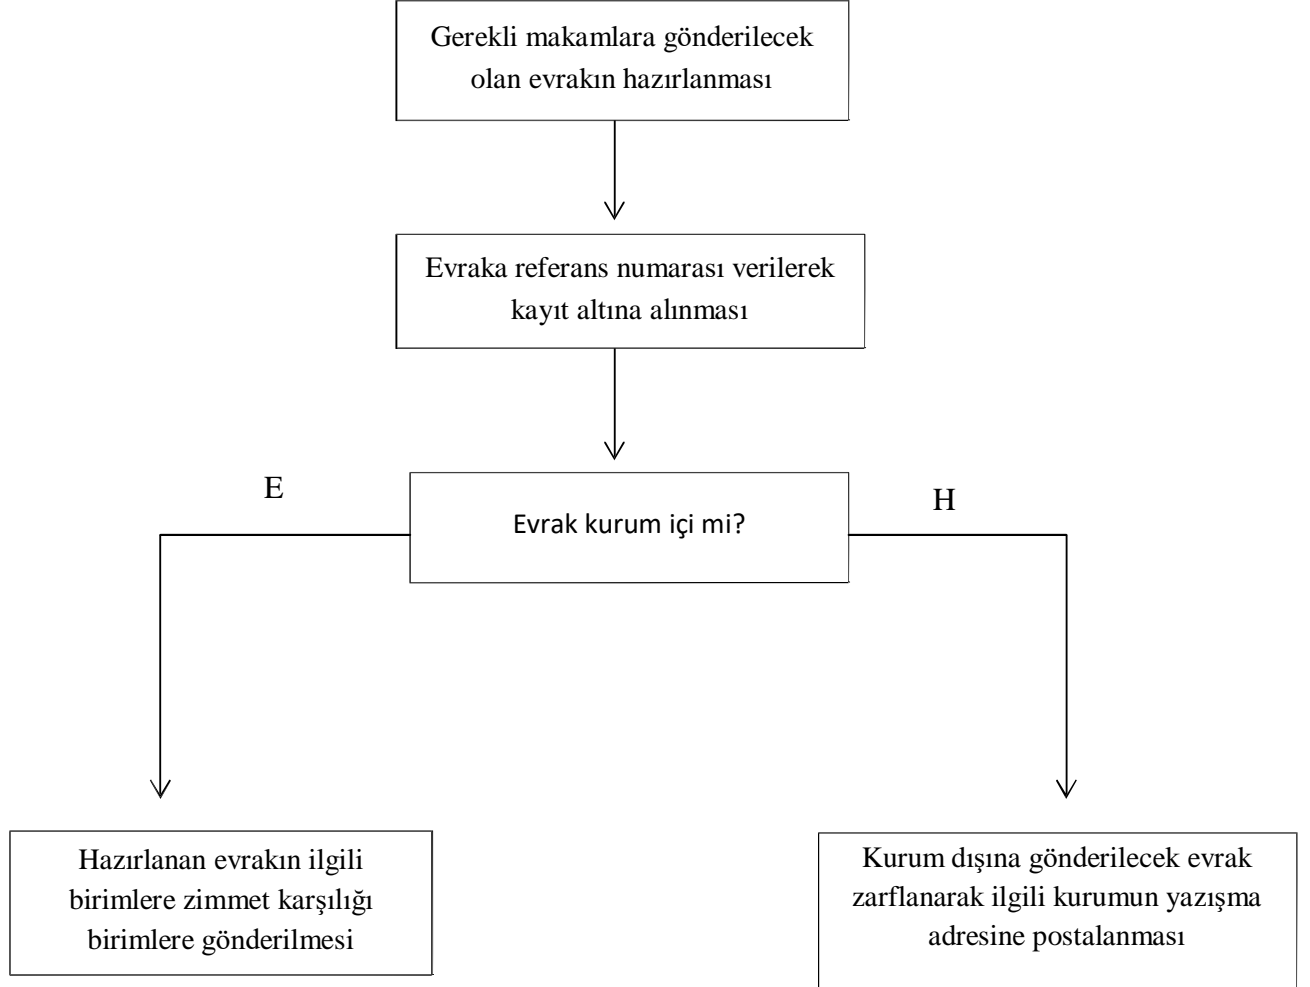 Gerekli makamlara gönderilecek
olan evrakın hazırlanması
Evraka referans numarası verilerek
kayıt altına alınması
E
H
Evrak kurum içi mi?
Hazırlanan evrakın ilgili
birimlere zimmet karşılığı
birimlere gönderilmesi
Kurum dışına gönderilecek evrak
zarflanarak ilgili kurumun yazışma
adresine postalanması